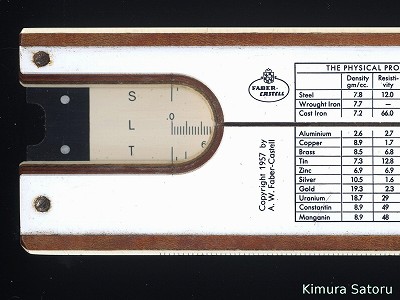 S
L
T
0
6
FABER-
CASTELL
Copyright 1957 by
A. W. Faber-Castell
THE PHYSICAL PRO
Density Resisti-
gm/cc. vity
Steel 7.8 12.0
Wrought Iron 7.7 —
Cast Iron 7.2 66.0
Aluminium 2.6 2.7
Copper 8.9 1.7
Brass 8.5 6.8
Tin 7.3 12.8
Zinc 6.9 6.9
Silver 10.5 1.6
Gold 19.3 2.3
Uranium 18.7 29
Constantin 8.9 49
Manganin 8.9 48
Kimura Satoru